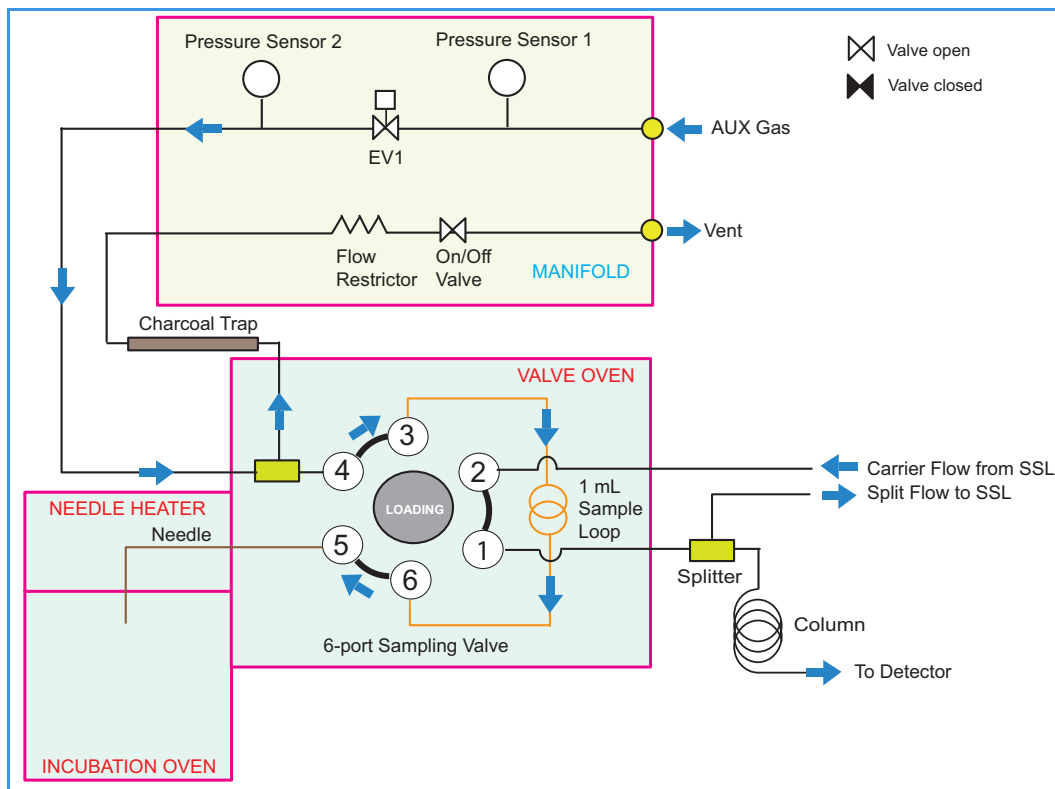 Pressure Sensor 2
Pressure Sensor 1
Valve open
Valve closed
AUX Gas
EV1
Vent
Flow
Restrictor
On/Off
Valve
MANIFOLD
Charcoal Trap
VALVE OVEN
3
4
2
Carrier Flow from SSL
Split Flow to SSL
1 mL
Sample
Loop
NEEDLE HEATER
LOADING
Needle
5
1
6
Splitter
Column
6-port Sampling Valve
To Detector
INCUBATION OVEN